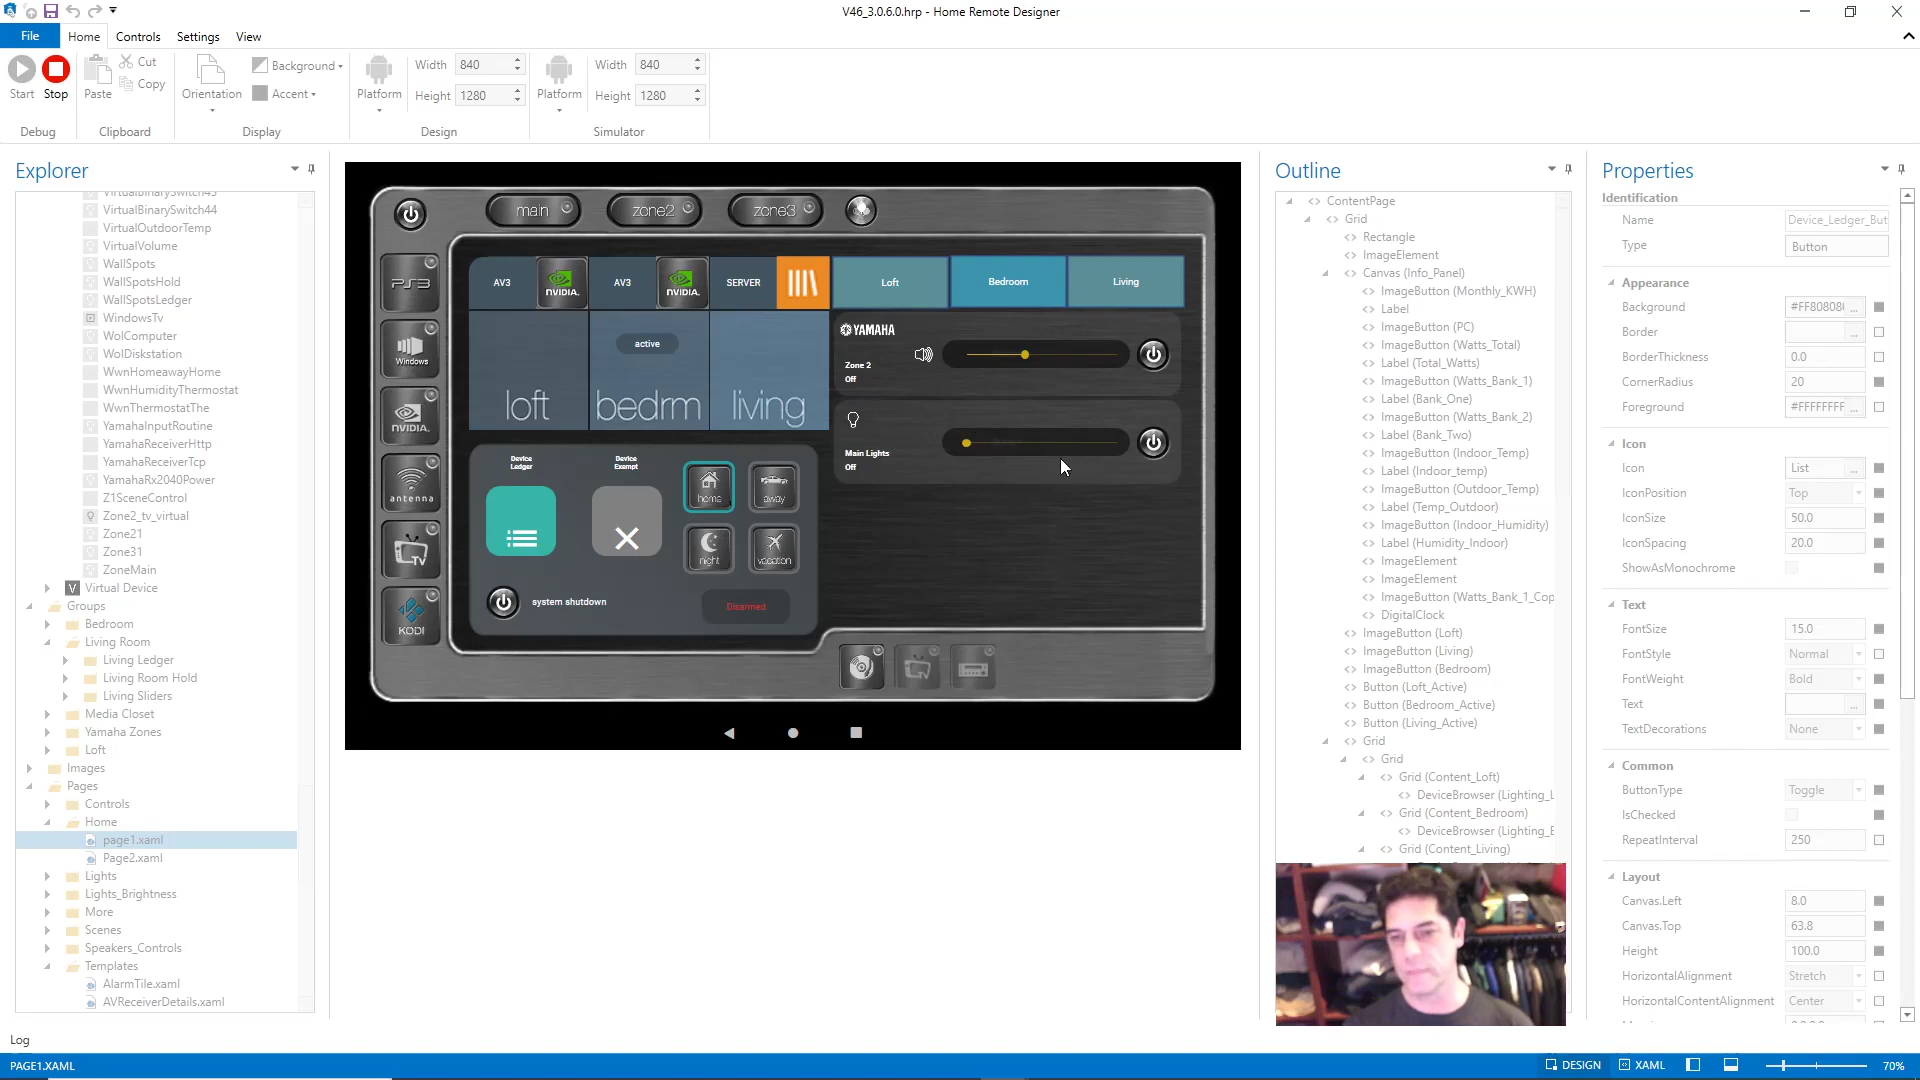 V46_3.0.6.0.hrp - Home Remote Designer
File
Home
Controls
Settings
View
Start
Stop
Debug
Paste
Cut
Copy
Clipboard
Orientation
Background
Accent
Display
Platform
Width 840
Height 1280
Design
Platform
Width 840
Height 1280
Simulator
Explorer
VirtualBinarySwitch43
VirtualBinarySwitch44
VirtualOutdoorTemp
VirtualVolume
WallSpots
WallSpotsHold
WallSpotsLedger
WindowsTv
WolComputer
WolDiskstation
WwnHomeawayHome
WwnHumidityThermostat
WwnThermostatThe
YamahaInputRoutine
YamahaReceiverHttp
YamahaReceiverTcp
YamahaRx2040Power
Z1SceneControl
Zone2_tv_virtual
Zone21
Zone31
ZoneMain
V Virtual Device
Groups
Bedroom
Living Room
Living Ledger
Living Room Hold
Living Sliders
Media Closet
Yamaha Zones
Loft
Images
Pages
Controls
Home
page1.xaml
Page2.xaml
Lights
Lights_Brightness
More
Scenes
Speakers_Controls
Templates
AlarmTile.xaml
AVReceiverDetails.xaml
main
zone2
zone3
PS3
Windows
NVIDIA.
antenna
TV
KODI
AV3
NVIDIA.
AV3
NVIDIA.
SERVER
Loft
Bedroom
Living
active
loft
bedrm
living
YAMAHA
Zone 2
Off
Main Lights
Off
Device
Ledger
Device
Exempt
home
away
night
vacation
system shutdown
Disarmed
TV
Outline
ContentPage
Grid
Rectangle
ImageElement
Canvas (Info_Panel)
ImageButton (Monthly_KWH)
Label
ImageButton (PC)
ImageButton (Watts_Total)
Label (Total_Watts)
ImageButton (Watts_Bank_1)
Label (Bank_One)
ImageButton (Watts_Bank_2)
Label (Bank_Two)
ImageButton (Indoor_Temp)
Label (Indoor_temp)
ImageButton (Outdoor_Temp)
Label (Temp_Outdoor)
ImageButton (Indoor_Humidity)
Label (Humidity_Indoor)
ImageElement
ImageElement
ImageButton (Watts_Bank_1_Cop
DigitalClock
ImageButton (Loft)
ImageButton (Living)
ImageButton (Bedroom)
Button (Loft_Active)
Button (Bedroom_Active)
Button (Living_Active)
Grid
Grid
Grid (Content_Loft)
DeviceBrowser (Lighting_L
Grid (Content_Bedroom)
DeviceBrowser (Lighting_B
Grid (Content_Living)
Properties
Identification
Name Device_Ledger_But
Type Button
Appearance
Background #FF80808 ...
Border ...
BorderThickness 0.0
CornerRadius 20
Foreground #FFFFFFFF ...
Icon
Icon List ...
IconPosition Top
IconSize 50.0
IconSpacing 20.0
ShowAsMonochrome
Text
FontSize 15.0
FontStyle Normal
FontWeight Bold
Text ...
TextDecorations None
Common
ButtonType Toggle
IsChecked
RepeatInterval 250
Layout
Canvas.Left 8.0
Canvas.Top 63.8
Height 100.0
HorizontalAlignment Stretch
HorizontalContentAlignment Center
Log
PAGE1.XAML
DESIGN
XAML
70%